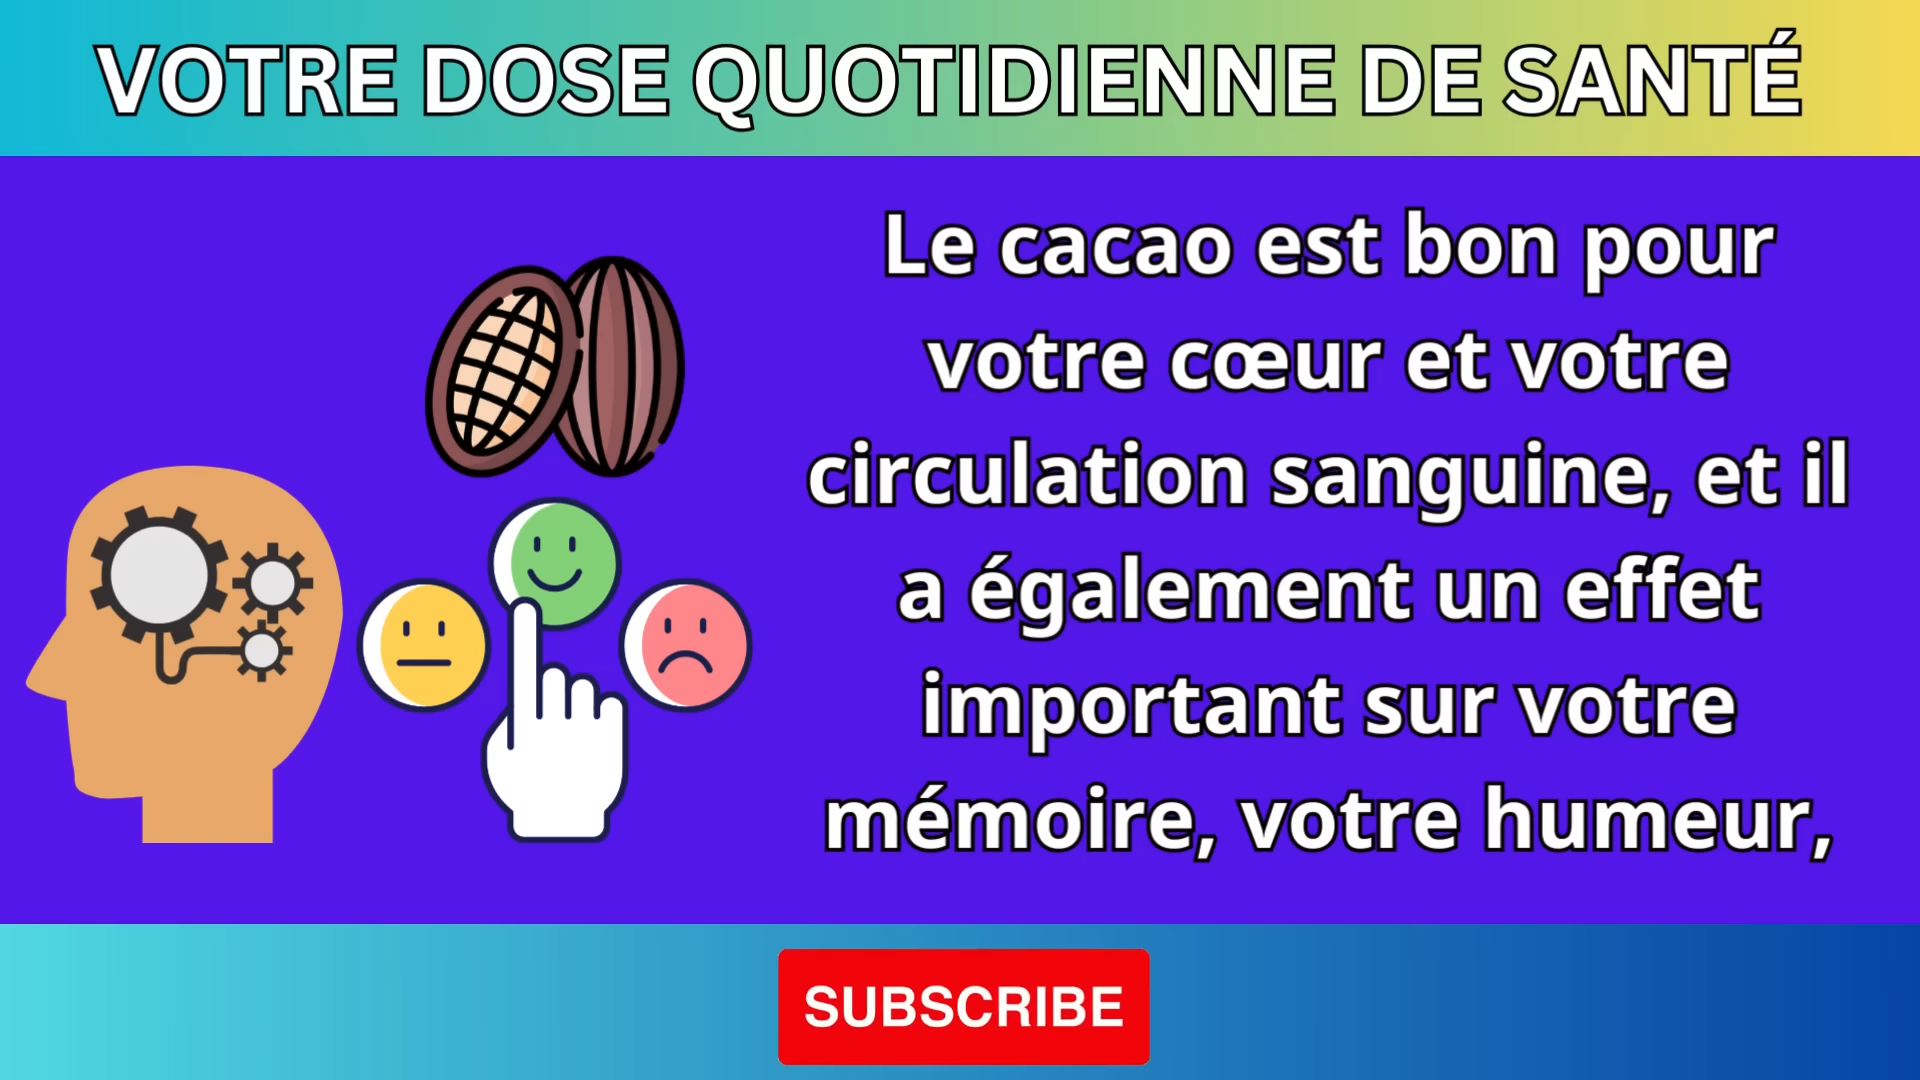 VOTRE DOSE QUOTIDIENNE DE SANTÉ
Le cacao est bon pour
votre cœur et votre
circulation sanguine, et il
a également un effet
important sur votre
mémoire, votre humeur,
SUBSCRIBE